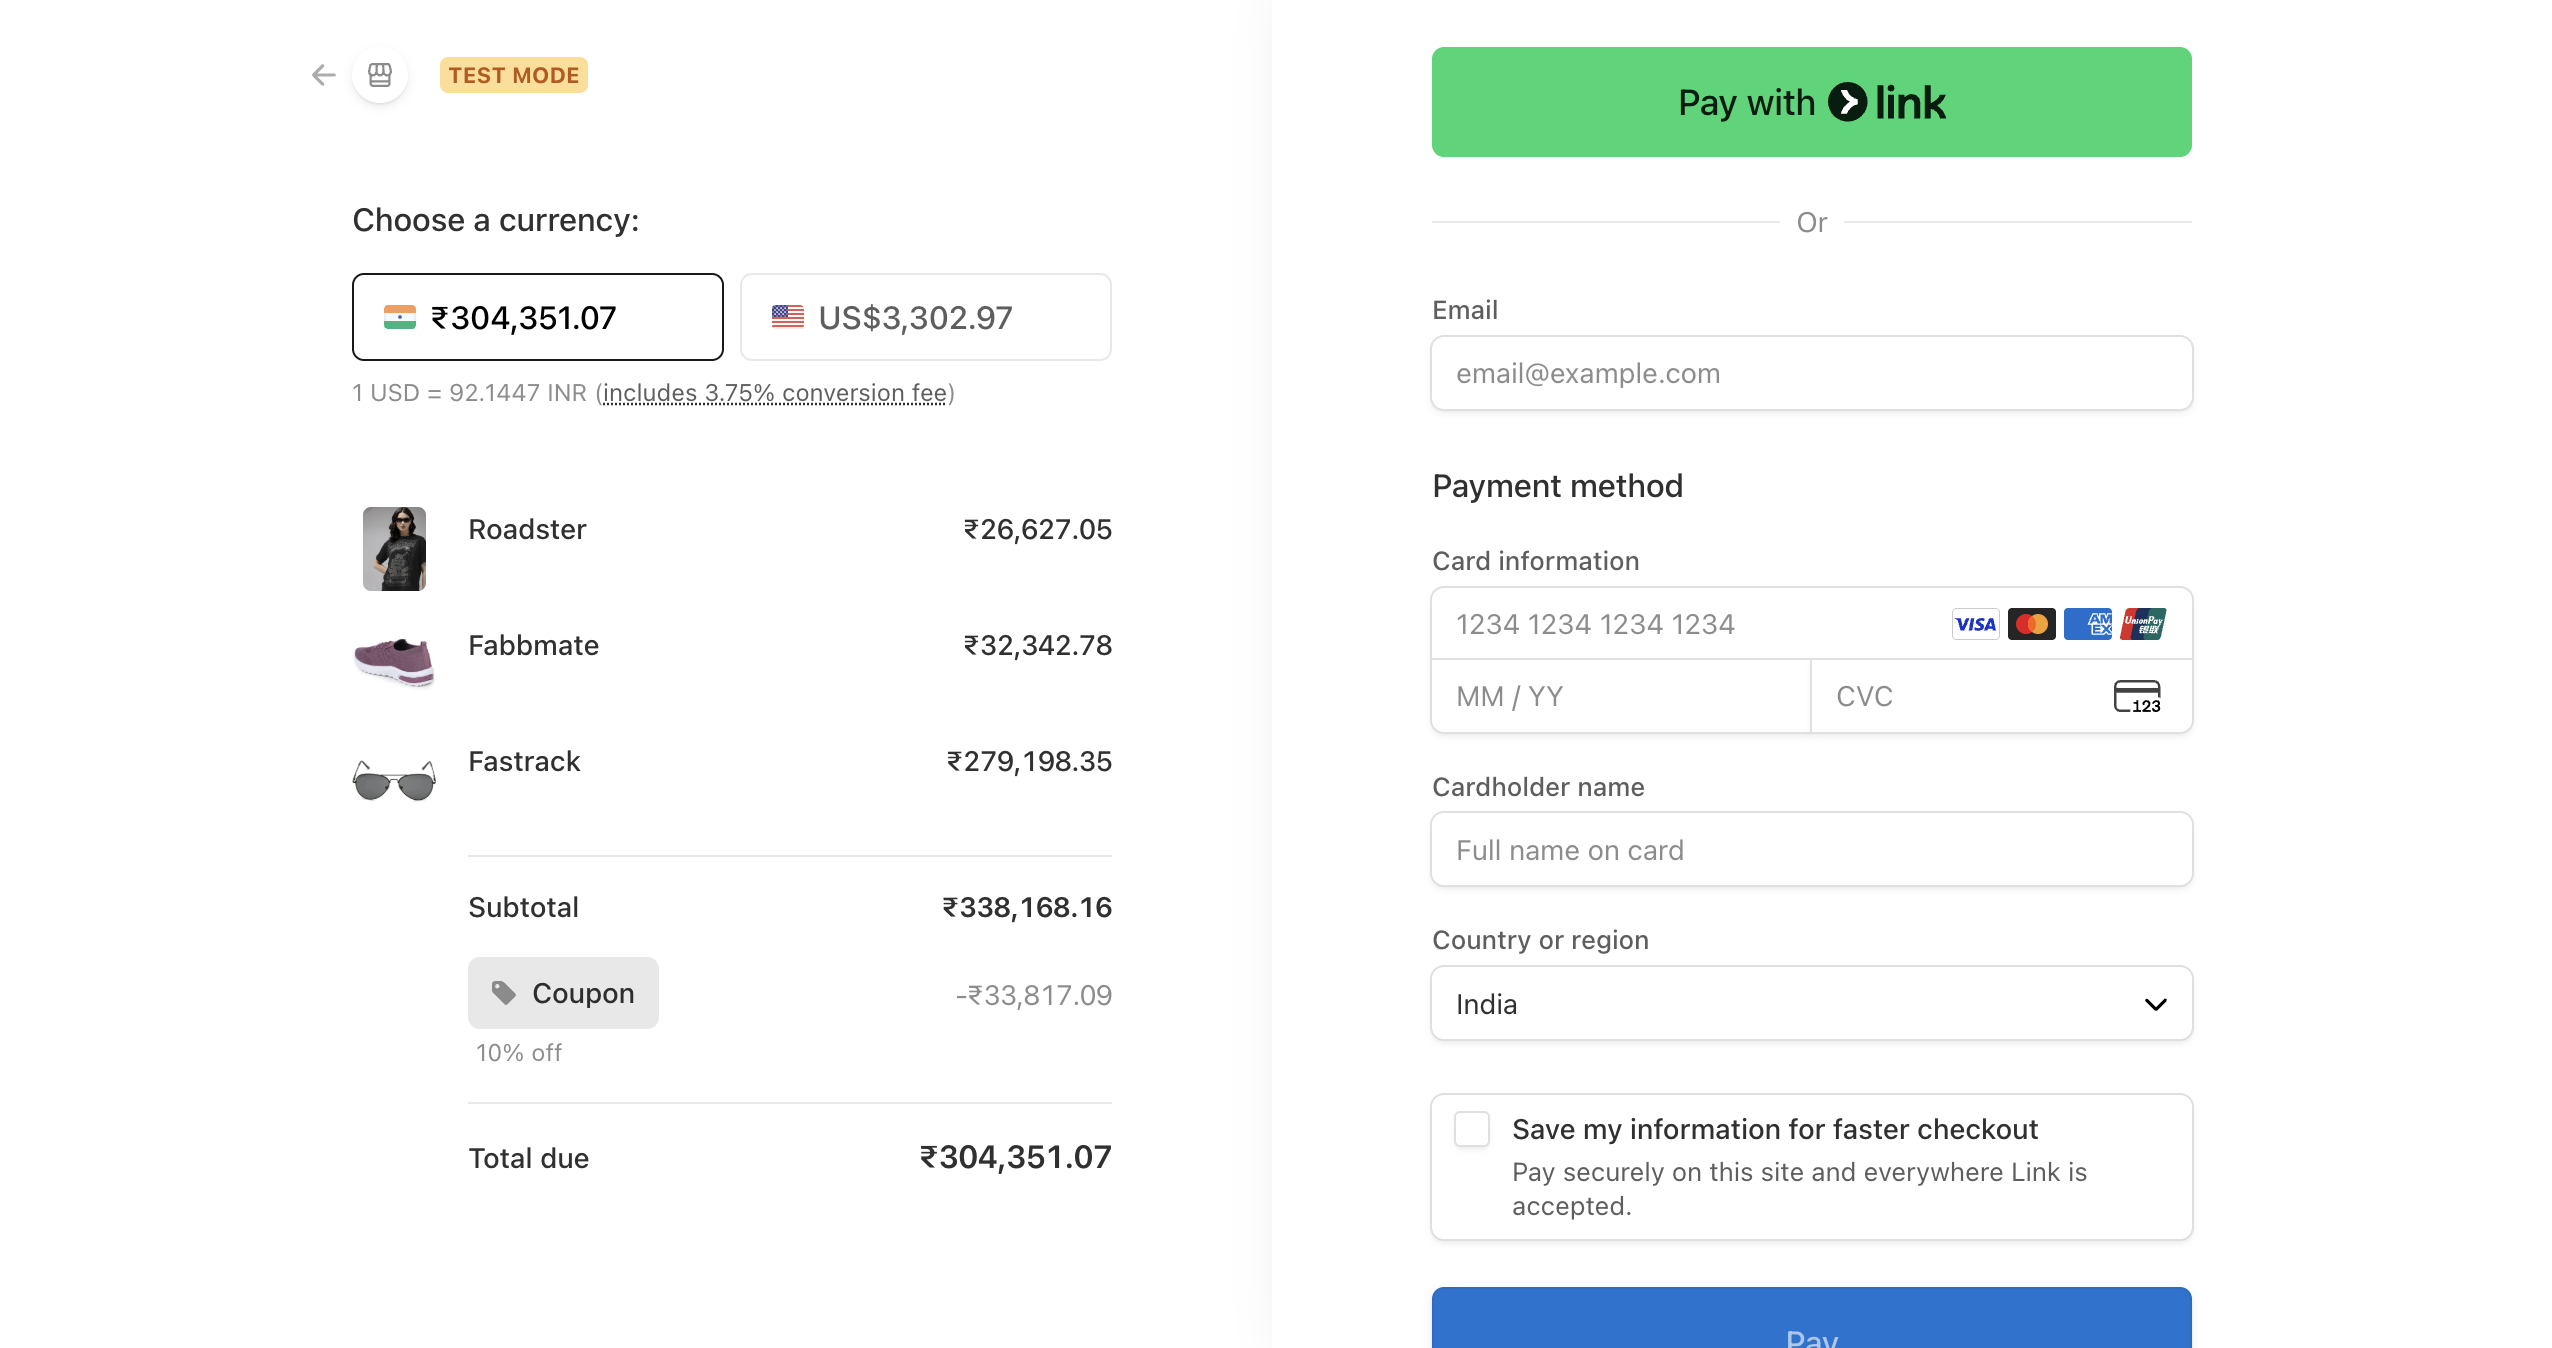 TEST MODE
Choose a currency:
₹304,351.07
US$3,302.97
1 USD = 92.1447 INR (includes 3.75% conversion fee)
Roadster ₹26,627.05
Fabbmate ₹32,342.78
Fastrack ₹279,198.35
Subtotal ₹338,168.16
Coupon -₹33,817.09
10% off
Total due ₹304,351.07
Pay with link
Or
Email
email@example.com
Payment method
Card information
1234 1234 1234 1234 VISA AM EX UnionPay 银联
MM / YY
CVC 123
Cardholder name
Full name on card
Country or region
India
Save my information for faster checkout
Pay securely on this site and everywhere Link is
accepted.
Pay